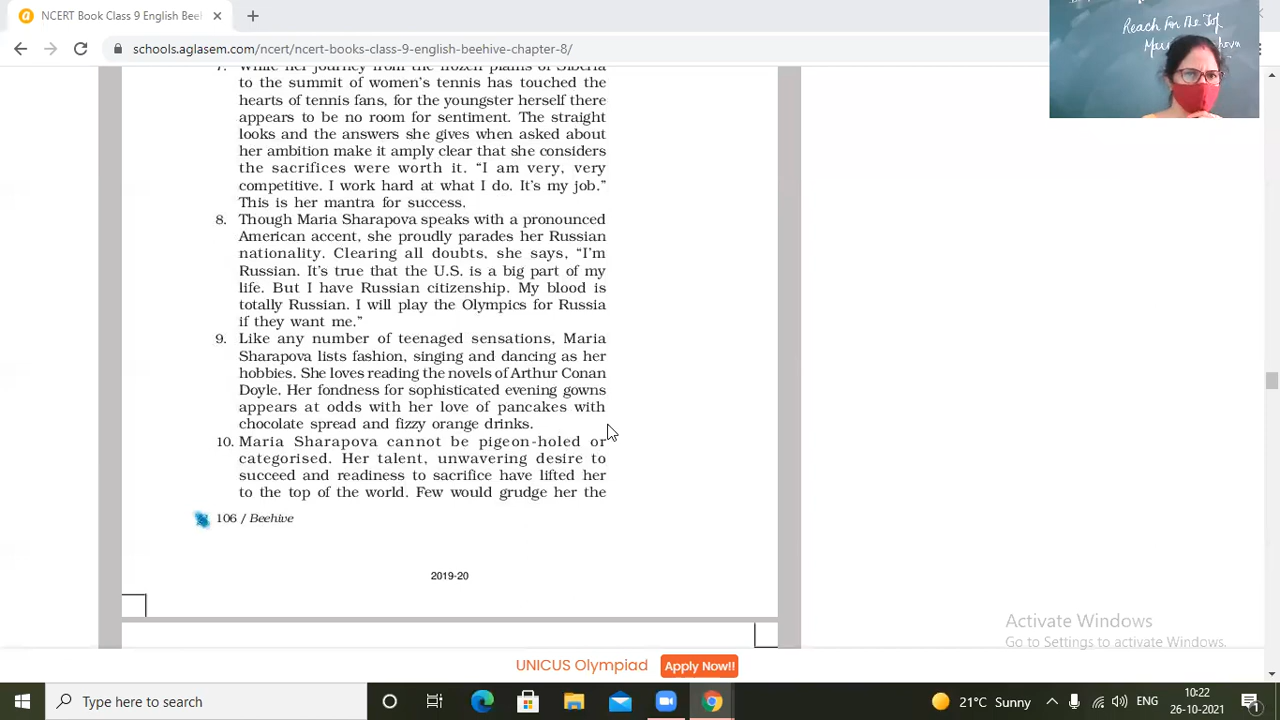 NCERT Book Class 9 English Beeh
schools.aglasem.com/ncert/ncert-books-class-9-english-beehive-chapter-8/
Reach For The Top
7. While her journey from the frozen plains of Siberia
to the summit of women's tennis has touched the
hearts of tennis fans, for the youngster herself there
appears to be no room for sentiment. The straight
looks and the answers she gives when asked about
her ambition make it amply clear that she considers
the sacrifices were worth it. “I am very, very
competitive. I work hard at what I do. It's my job.”
This is her mantra for success.
8. Though Maria Sharapova speaks with a pronounced
American accent, she proudly parades her Russian
nationality. Clearing all doubts, she says, “I'm
Russian. It's true that the U.S. is a big part of my
life. But I have Russian citizenship. My blood is
totally Russian. I will play the Olympics for Russia
if they want me.”
9. Like any number of teenaged sensations, Maria
Sharapova lists fashion, singing and dancing as her
hobbies. She loves reading the novels of Arthur Conan
Doyle. Her fondness for sophisticated evening gowns
appears at odds with her love of pancakes with
chocolate spread and fizzy orange drinks.
10. Maria Sharapova cannot be pigeon-holed or
categorised. Her talent, unwavering desire to
succeed and readiness to sacrifice have lifted her
to the top of the world. Few would grudge her the
106 / Beehive
2019-20
Activate Windows
Go to Settings to activate Windows.
UNICUS Olympiad Apply Now!!
Type here to search
21°C Sunny
ENG
10:22
26-10-2021